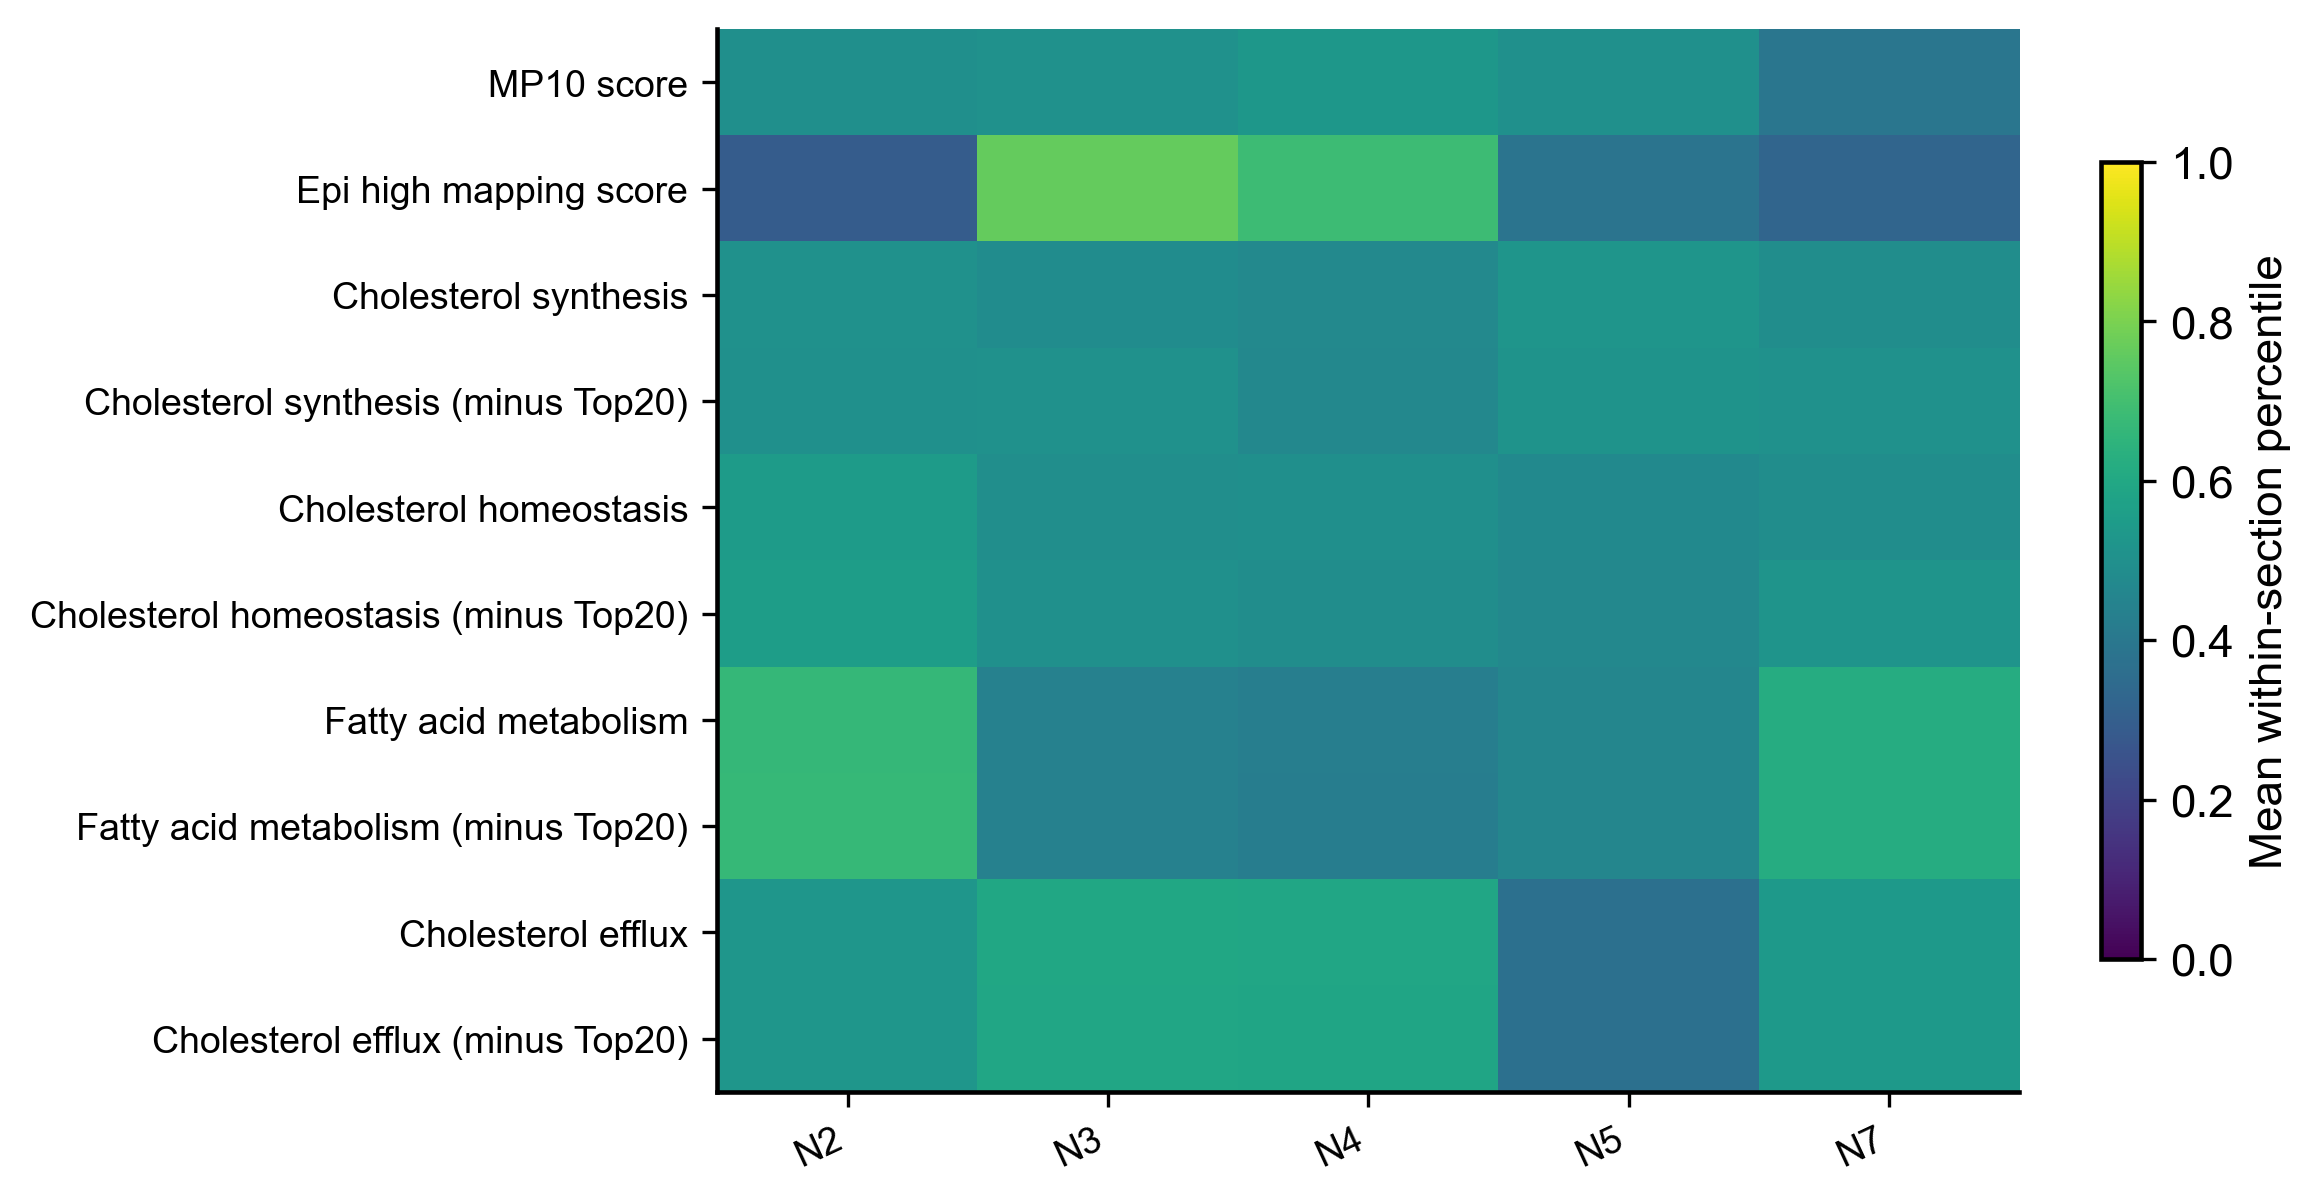 MP10 score
Epi high mapping score
Cholesterol synthesis
Cholesterol synthesis (minus Top20)
Cholesterol homeostasis
Cholesterol homeostasis (minus Top20)
Fatty acid metabolism
Fatty acid metabolism (minus Top20)
Cholesterol efflux
Cholesterol efflux (minus Top20)
N2
N3
N4
N5
N7
1.0
0.8
0.6
0.4
0.2
0.0
Mean within-section percentile